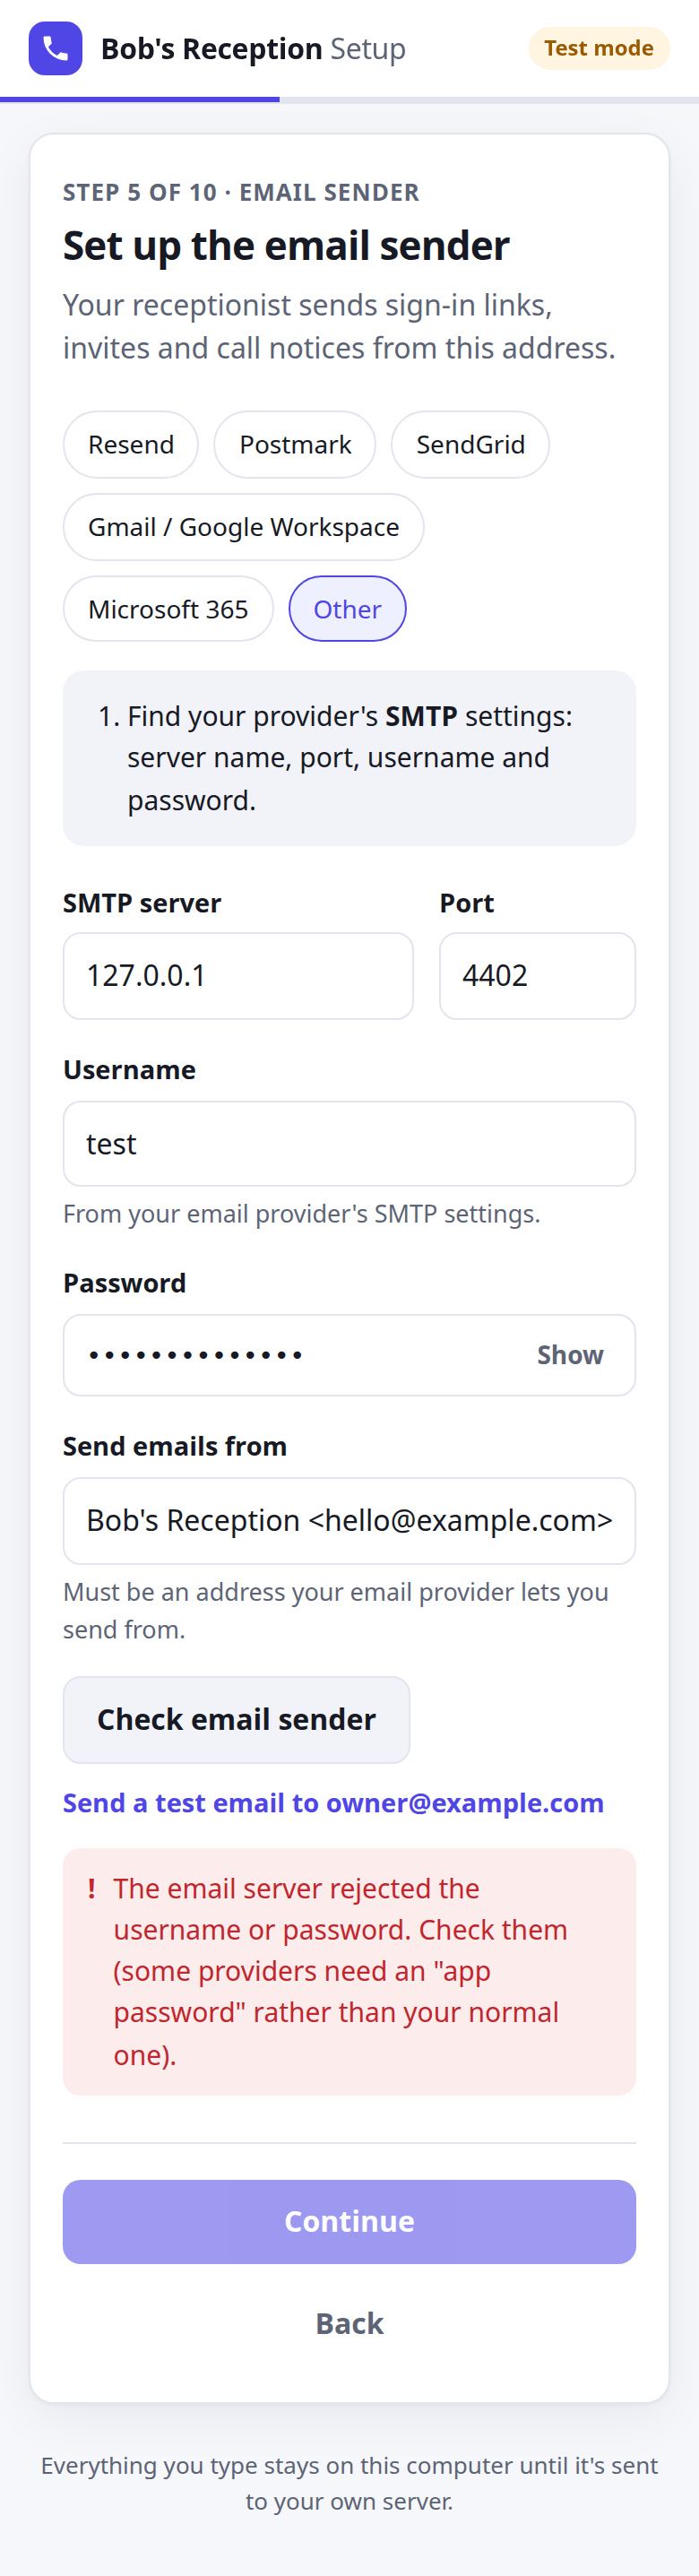 Bob's Reception Setup
Test mode
STEP 5 OF 10 · EMAIL SENDER
Set up the email sender
Your receptionist sends sign-in links,
invites and call notices from this address.
Resend
Postmark
SendGrid
Gmail / Google Workspace
Microsoft 365
Other
1. Find your provider's SMTP settings:
server name, port, username and
password.
SMTP server
Port
127.0.0.1
4402
Username
test
From your email provider's SMTP settings.
Password
••••••••••••••
Show
Send emails from
Bob's Reception <hello@example.com>
Must be an address your email provider lets you
send from.
Check email sender
Send a test email to owner@example.com
! The email server rejected the
username or password. Check them
(some providers need an "app
password" rather than your normal
one).
Continue
Back
Everything you type stays on this computer until it's sent
to your own server.